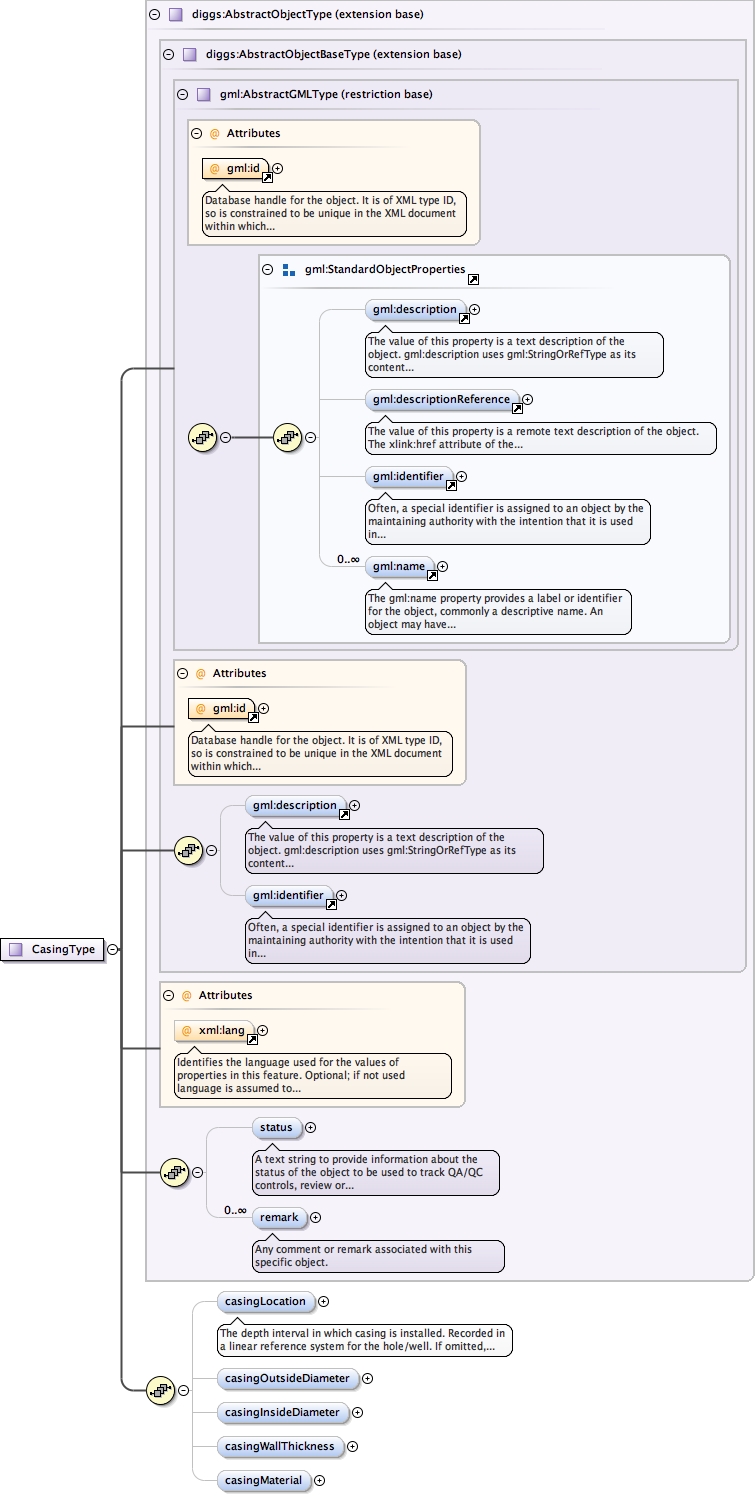 diggs:AbstractObjectType (extension base)
diggs:AbstractObjectBaseType (extension base)
gml:AbstractGMLType (restriction base)
@ Attributes
@ gml:id
Database handle for the object. It is of XML type ID,
so is constrained to be unique in the XML document
within which...
gml:StandardObjectProperties
gml:description
The value of this property is a text description of the
object. gml:description uses gml:StringOrRefType as its
content...
gml:descriptionReference
The value of this property is a remote text description of the object.
The xlink:href attribute of the...
gml:identifier
Often, a special identifier is assigned to an object by the
maintaining authority with the intention that it is used
in...
0..∞
gml:name
The gml:name property provides a label or identifier
for the object, commonly a descriptive name. An
object may have...
@ Attributes
@ gml:id
Database handle for the object. It is of XML type ID,
so is constrained to be unique in the XML document
within which...
gml:description
The value of this property is a text description of the
object. gml:description uses gml:StringOrRefType as its
content...
gml:identifier
Often, a special identifier is assigned to an object by the
maintaining authority with the intention that it is used
in...
CasingType
@ Attributes
@ xml:lang
Identifies the language used for the values of
properties in this feature. Optional; if not used
language is assumed to...
status
A text string to provide information about the
status of the object to be used to track QA/QC
controls, review or...
0..∞
remark
Any comment or remark associated with this
specific object.
casingLocation
The depth interval in which casing is installed. Recorded in
a linear reference system for the hole/well. If omitted,...
casingOutsideDiameter
casingInsideDiameter
casingWallThickness
casingMaterial